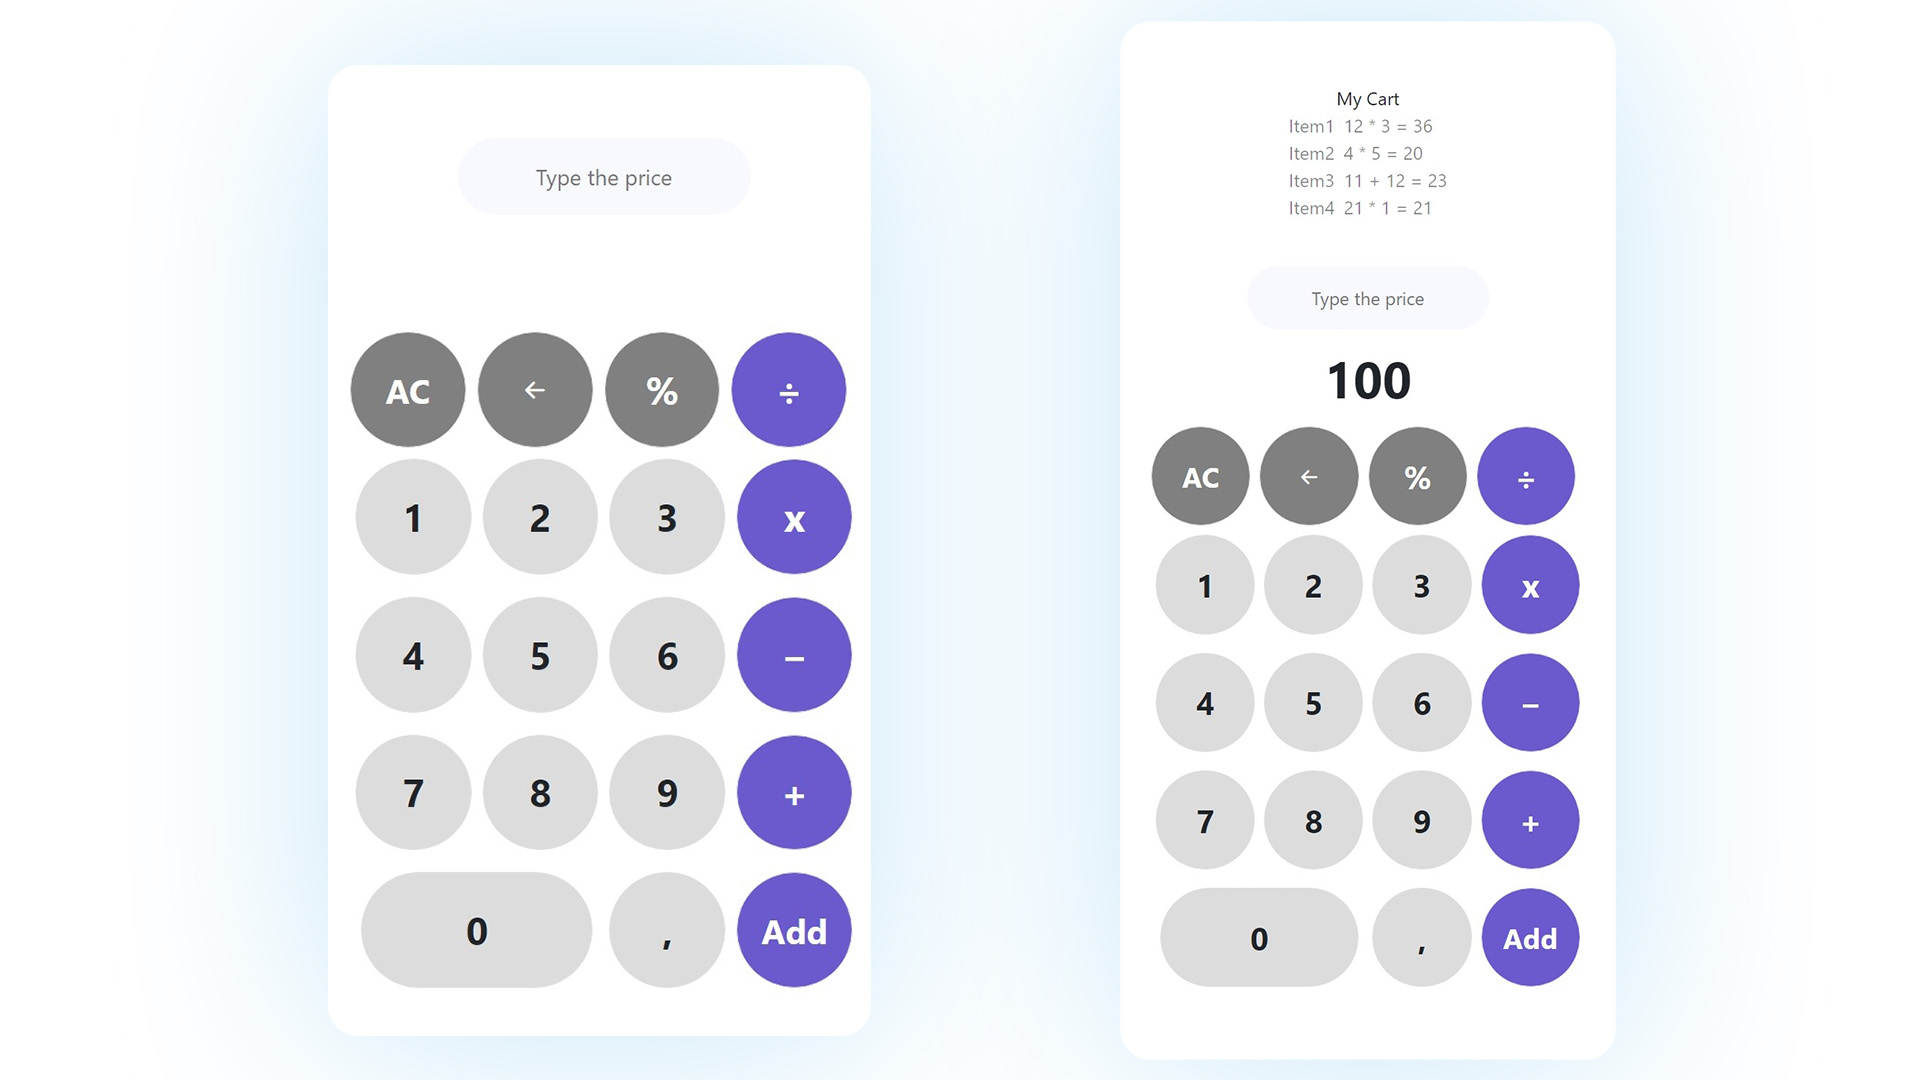 Type the price
AC ← % ÷
1 2 3 x
4 5 6 −
7 8 9 +
0 , Add
My Cart
Item1 12 * 3 = 36
Item2 4 * 5 = 20
Item3 11 + 12 = 23
Item4 21 * 1 = 21
Type the price
100
AC ← % ÷
1 2 3 x
4 5 6 −
7 8 9 +
0 , Add